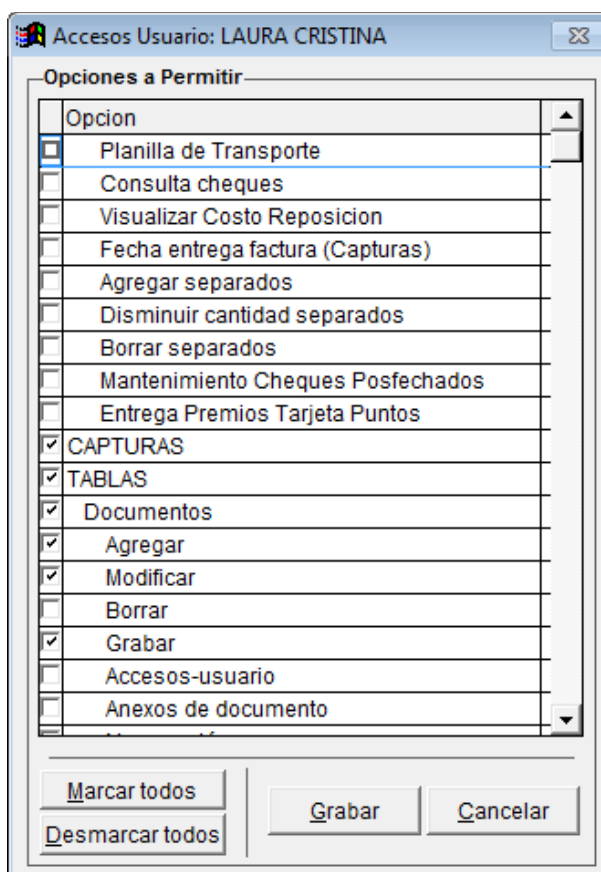 Accesos Usuario: LAURA CRISTINA
Opciones a Permitir
Opcion
Planilla de Transporte
Consulta cheques
Visualizar Costo Reposicion
Fecha entrega factura (Capturas)
Agregar separados
Disminuir cantidad separados
Borrar separados
Mantenimiento Cheques Posfechados
Entrega Premios Tarjeta Puntos
CAPTURAS
TABLAS
Documentos
Agregar
Modificar
Borrar
Grabar
Accesos-usuario
Anexos de documento
Marcar todos
Desmarcar todos
Grabar
Cancelar